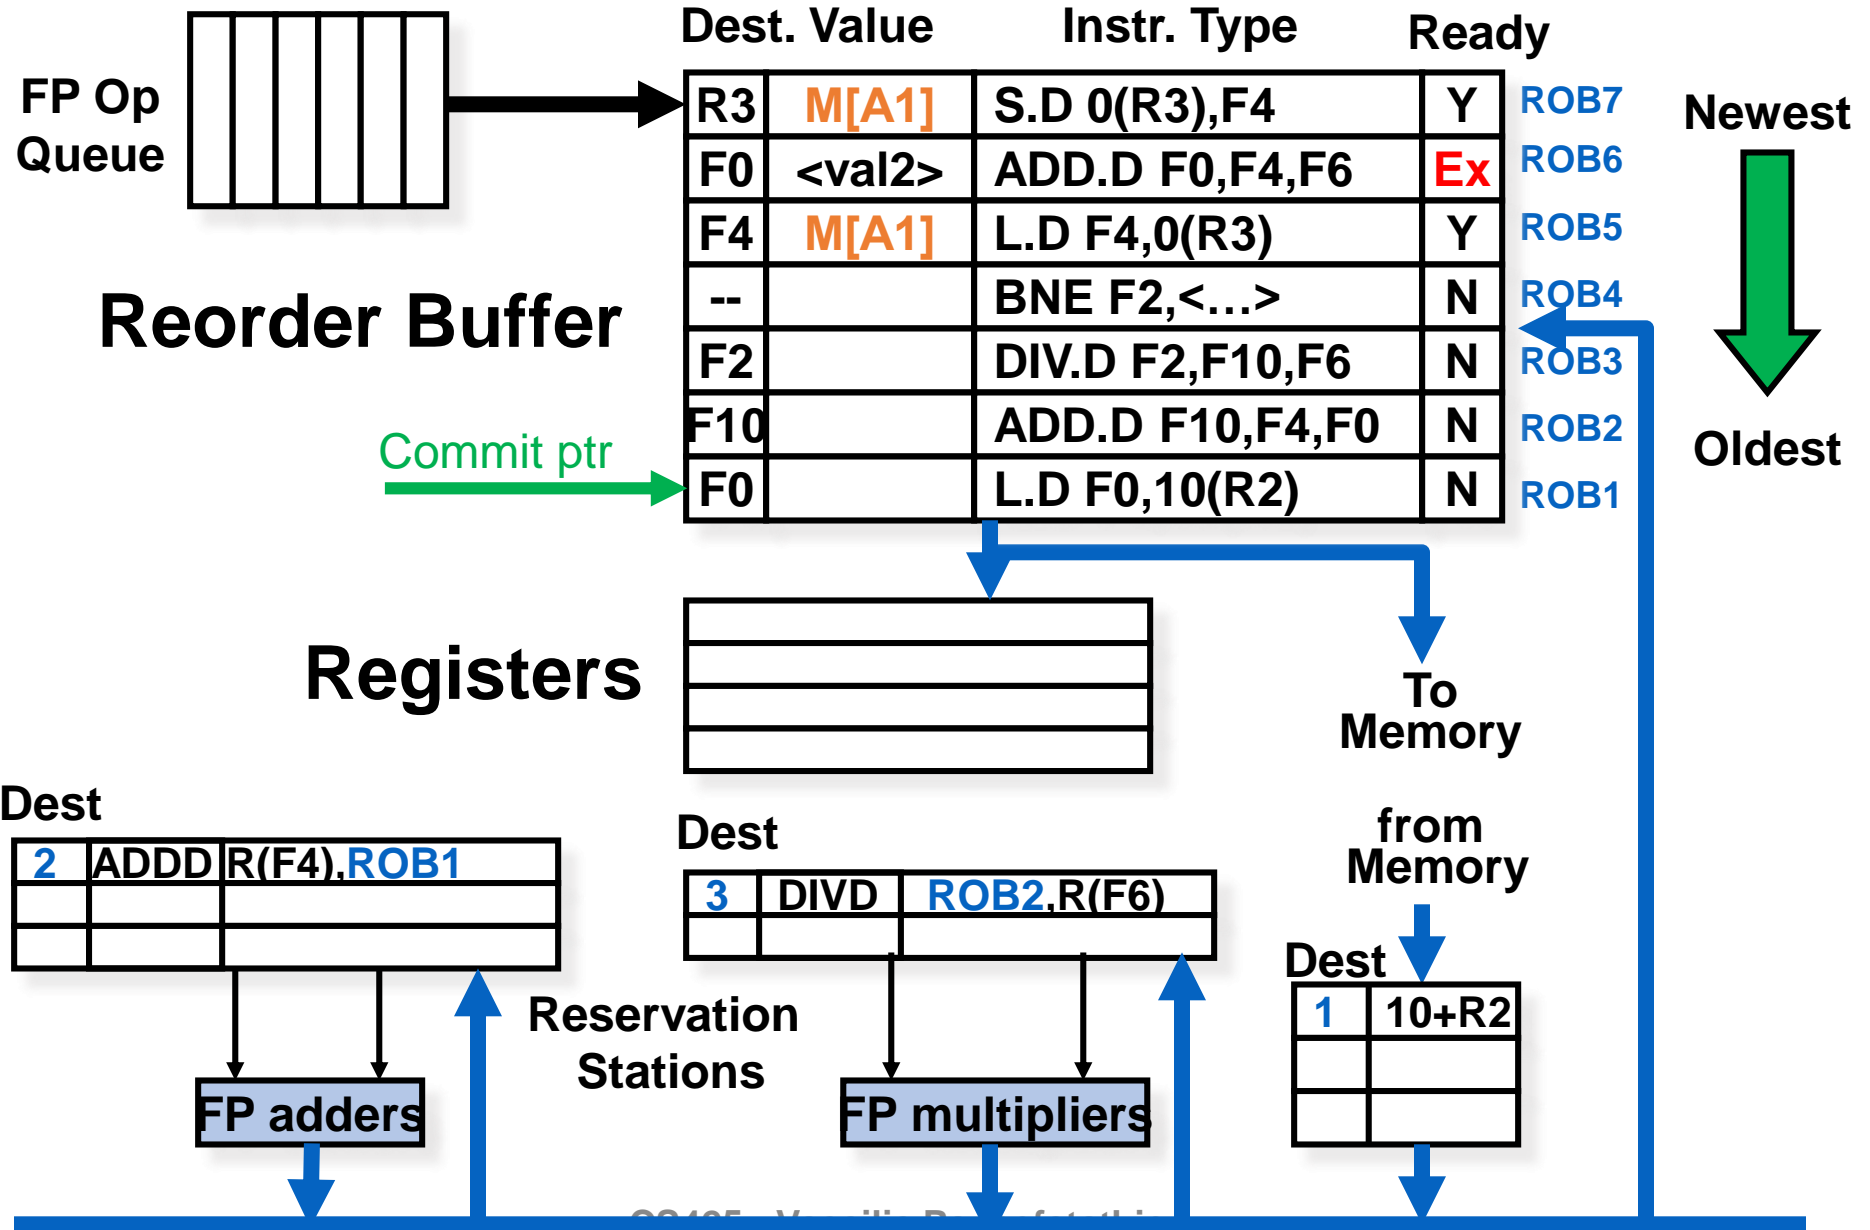 Dest. Value Instr. Type Ready
FP Op
Queue
R3 M[A1] S.D 0(R3),F4 Y ROB7
F0 <val2> ADD.D F0,F4,F6 Ex ROB6
F4 M[A1] L.D F4,0(R3) Y ROB5
-- BNE F2,<...> N ROB4
F2 DIV.D F2,F10,F6 N ROB3
F10 ADD.D F10,F4,F0 N ROB2
F0 L.D F0,10(R2) N ROB1
Newest
Oldest
Reorder Buffer
Commit ptr
Registers
To
Memory
Dest
2 ADDD R(F4),ROB1
Dest
3 DIVD ROB2,R(F6)
from
Memory
Dest
1 10+R2
Reservation
Stations
FP adders
FP multipliers